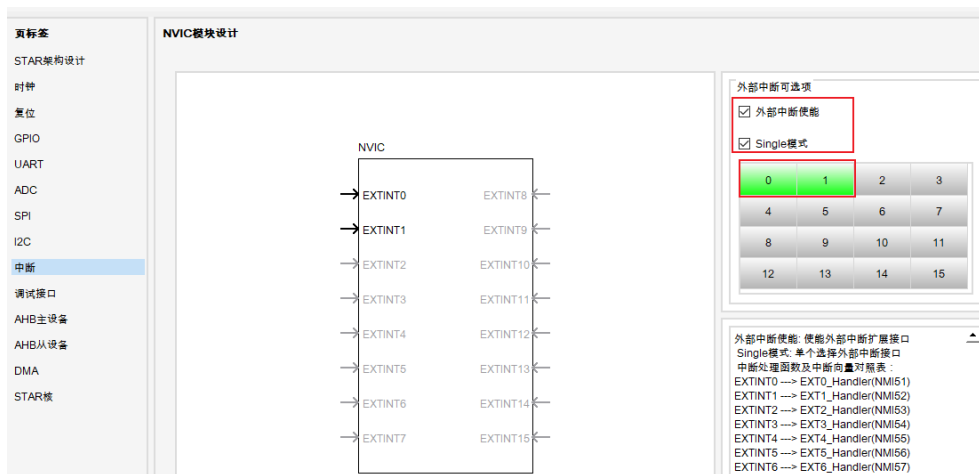 页标签
STAR架构设计
时钟
复位
GPIO
UART
ADC
SPI
I2C
中断
调试接口
AHB主设备
AHB从设备
DMA
STAR核
NVIC模块设计
NVIC
EXTINT0 EXTINT8
EXTINT1 EXTINT9
EXTINT2 EXTINT10
EXTINT3 EXTINT11
EXTINT4 EXTINT12
EXTINT5 EXTINT13
EXTINT6 EXTINT14
EXTINT7 EXTINT15
外部中断可选项
外部中断使能
Single模式
0 1 2 3
4 5 6 7
8 9 10 11
12 13 14 15
外部中断使能: 使能外部中断扩展接口
Single模式: 单个选择外部中断接口
中断处理函数及中断向量对照表 :
EXTINT0 ---> EXT0_Handler(NMI51)
EXTINT1 ---> EXT1_Handler(NMI52)
EXTINT2 ---> EXT2_Handler(NMI53)
EXTINT3 ---> EXT3_Handler(NMI54)
EXTINT4 ---> EXT4_Handler(NMI55)
EXTINT5 ---> EXT5_Handler(NMI56)
EXTINT6 ---> EXT6_Handler(NMI57)